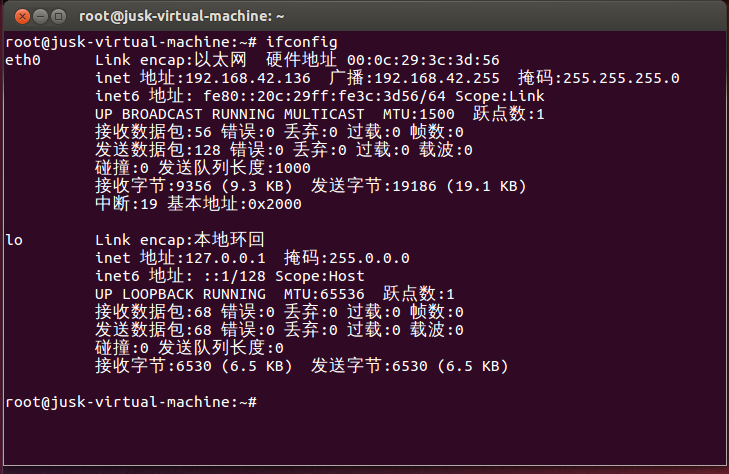 root@jusk-virtual-machine: ~
root@jusk-virtual-machine:~# ifconfig
eth0      Link encap:以太网  硬件地址 00:0c:29:3c:3d:56
          inet 地址:192.168.42.136  广播:192.168.42.255  掩码:255.255.255.0
          inet6 地址: fe80::20c:29ff:fe3c:3d56/64 Scope:Link
          UP BROADCAST RUNNING MULTICAST  MTU:1500  跃点数:1
          接收数据包:56 错误:0 丢弃:0 过载:0 帧数:0
          发送数据包:128 错误:0 丢弃:0 过载:0 载波:0
          碰撞:0 发送队列长度:1000
          接收字节:9356 (9.3 KB)  发送字节:19186 (19.1 KB)
          中断:19 基本地址:0x2000
lo        Link encap:本地环回
          inet 地址:127.0.0.1  掩码:255.0.0.0
          inet6 地址: ::1/128 Scope:Host
          UP LOOPBACK RUNNING  MTU:65536  跃点数:1
          接收数据包:68 错误:0 丢弃:0 过载:0 帧数:0
          发送数据包:68 错误:0 丢弃:0 过载:0 载波:0
          碰撞:0 发送队列长度:0
          接收字节:6530 (6.5 KB)  发送字节:6530 (6.5 KB)
root@jusk-virtual-machine:~#